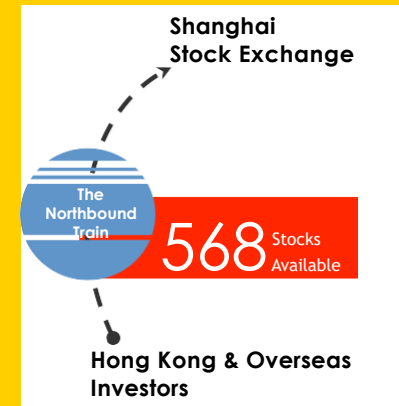 Shanghai
Stock Exchange
The
Northbound
Train
568
Stocks
Available
Hong Kong & Overseas
Investors